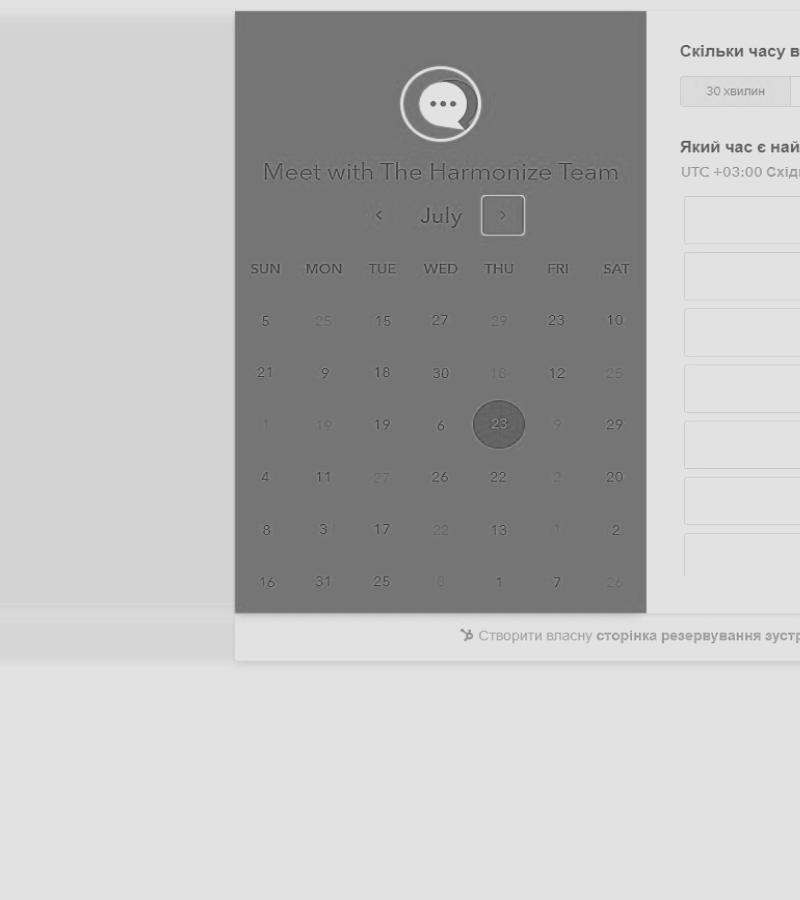 Meet with The Harmonize Team
July
SUN MON TUE WED THU FRI SAT
5 25 15 27 29 23 10
21 9 18 30 18 12 25
1 19 19 6 23 9 29
4 11 27 26 22 2 20
8 3 17 22 13 1 2
16 31 25 8 1 7 26
Скільки часу в
30 хвилин
Який час є най
UTC +03:00 Східн
Створити власну сторінка резервування зустр